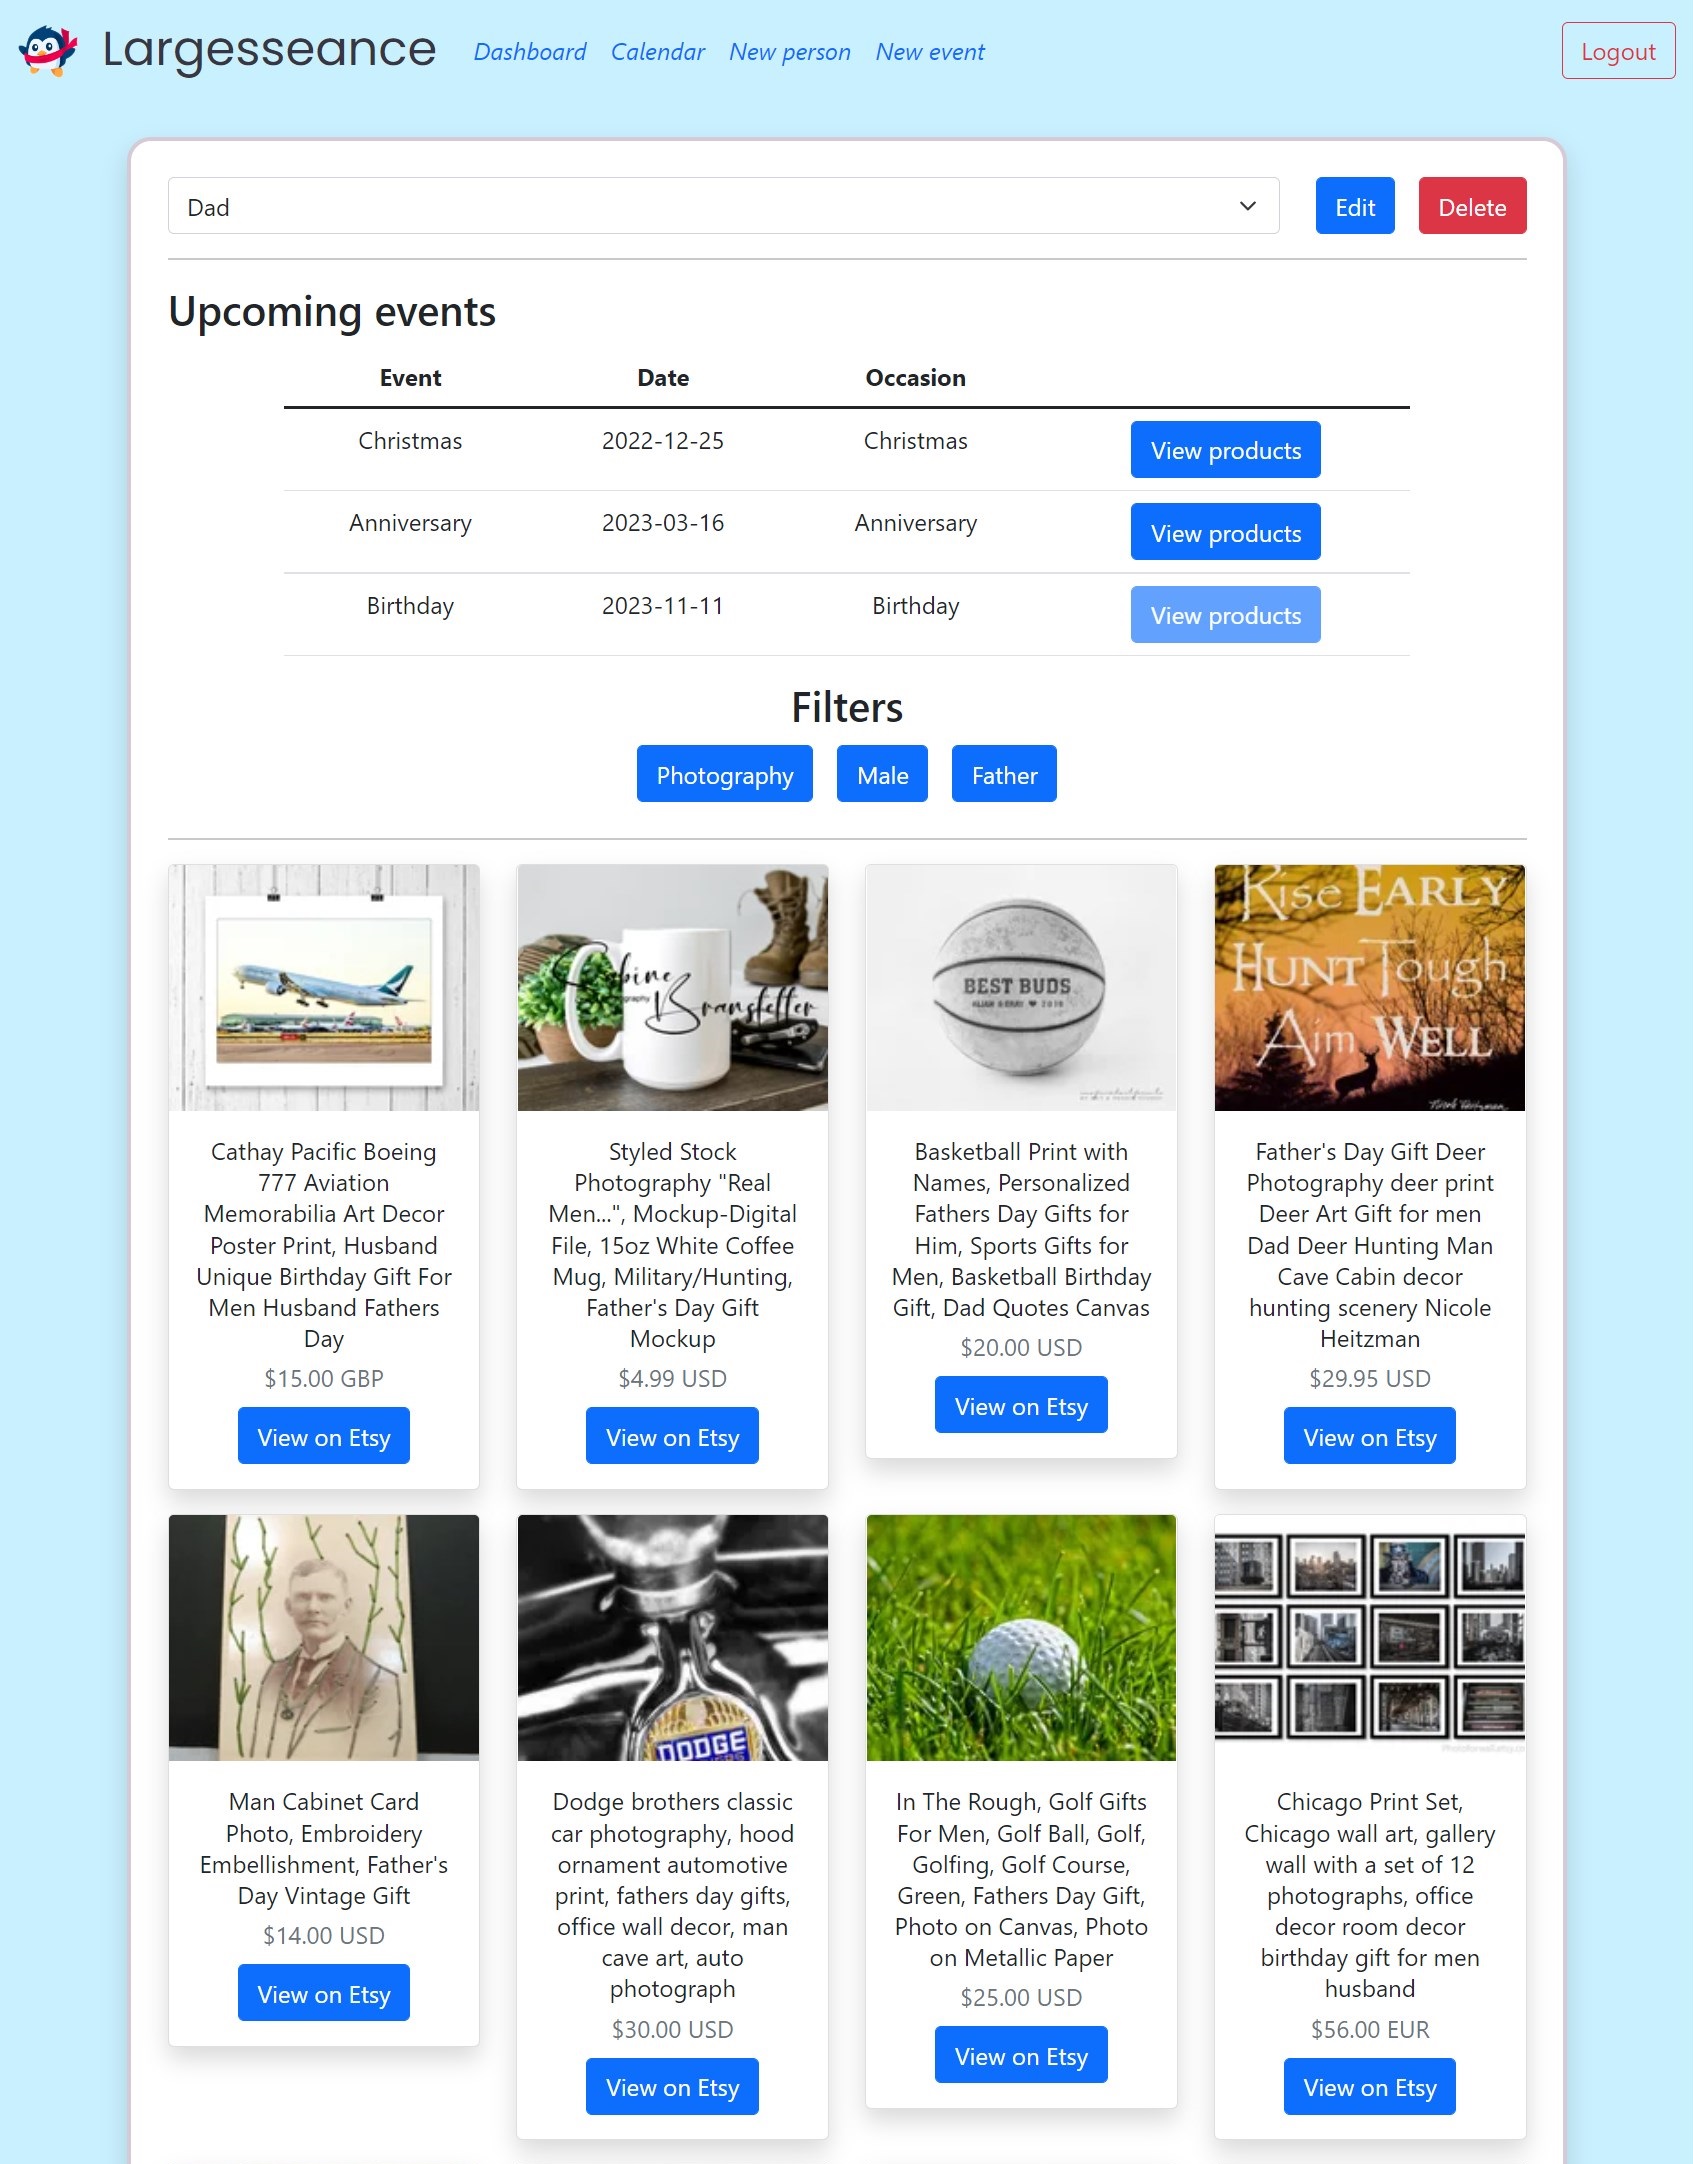 Largesseance
Dashboard Calendar New person New event
Logout
Dad
Edit
Delete
Upcoming events
Event Date Occasion
Christmas 2022-12-25 Christmas View products
Anniversary 2023-03-16 Anniversary View products
Birthday 2023-11-11 Birthday View products
Filters
Photography Male Father
BEST BUDS
Rise EARLY
HUNT Tough
Aim WELL
Cathay Pacific Boeing
777 Aviation
Memorabilia Art Decor
Poster Print, Husband
Unique Birthday Gift For
Men Husband Fathers
Day
$15.00 GBP
View on Etsy
Styled Stock
Photography "Real
Men...", Mockup-Digital
File, 15oz White Coffee
Mug, Military/Hunting,
Father's Day Gift
Mockup
$4.99 USD
View on Etsy
Basketball Print with
Names, Personalized
Fathers Day Gifts for
Him, Sports Gifts for
Men, Basketball Birthday
Gift, Dad Quotes Canvas
$20.00 USD
View on Etsy
Father's Day Gift Deer
Photography deer print
Deer Art Gift for men
Dad Deer Hunting Man
Cave Cabin decor
hunting scenery Nicole
Heitzman
$29.95 USD
View on Etsy
DODGE
Man Cabinet Card
Photo, Embroidery
Embellishment, Father's
Day Vintage Gift
$14.00 USD
View on Etsy
Dodge brothers classic
car photography, hood
ornament automotive
print, fathers day gifts,
office wall decor, man
cave art, auto
photograph
$30.00 USD
View on Etsy
In The Rough, Golf Gifts
For Men, Golf Ball, Golf,
Golfing, Golf Course,
Green, Fathers Day Gift,
Photo on Canvas, Photo
on Metallic Paper
$25.00 USD
View on Etsy
Chicago Print Set,
Chicago wall art, gallery
wall with a set of 12
photographs, office
decor room decor
birthday gift for men
husband
$56.00 EUR
View on Etsy